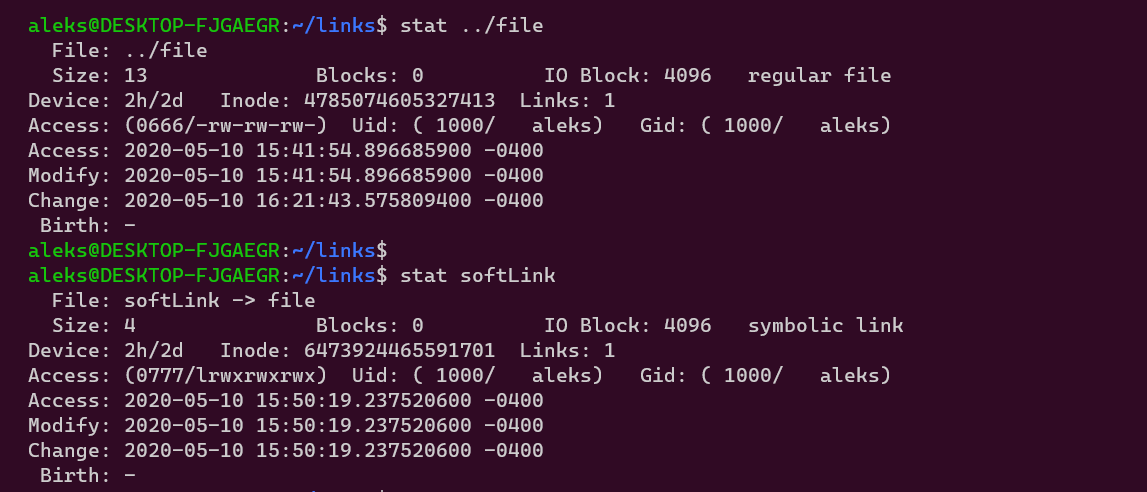 aleks@DESKTOP-FJGAEGR:~/links$ stat ../file
  File: ../file
  Size: 13              Blocks: 0          IO Block: 4096   regular file
Device: 2h/2d   Inode: 4785074605327413  Links: 1
Access: (0666/-rw-rw-rw-)  Uid: ( 1000/   aleks)   Gid: ( 1000/   aleks)
Access: 2020-05-10 15:41:54.896685900 -0400
Modify: 2020-05-10 15:41:54.896685900 -0400
Change: 2020-05-10 16:21:43.575809400 -0400
 Birth: -
aleks@DESKTOP-FJGAEGR:~/links$
aleks@DESKTOP-FJGAEGR:~/links$ stat softLink
  File: softLink -> file
  Size: 4               Blocks: 0          IO Block: 4096   symbolic link
Device: 2h/2d   Inode: 6473924465591701  Links: 1
Access: (0777/lrwxrwxrwx)  Uid: ( 1000/   aleks)   Gid: ( 1000/   aleks)
Access: 2020-05-10 15:50:19.237520600 -0400
Modify: 2020-05-10 15:50:19.237520600 -0400
Change: 2020-05-10 15:50:19.237520600 -0400
 Birth: -